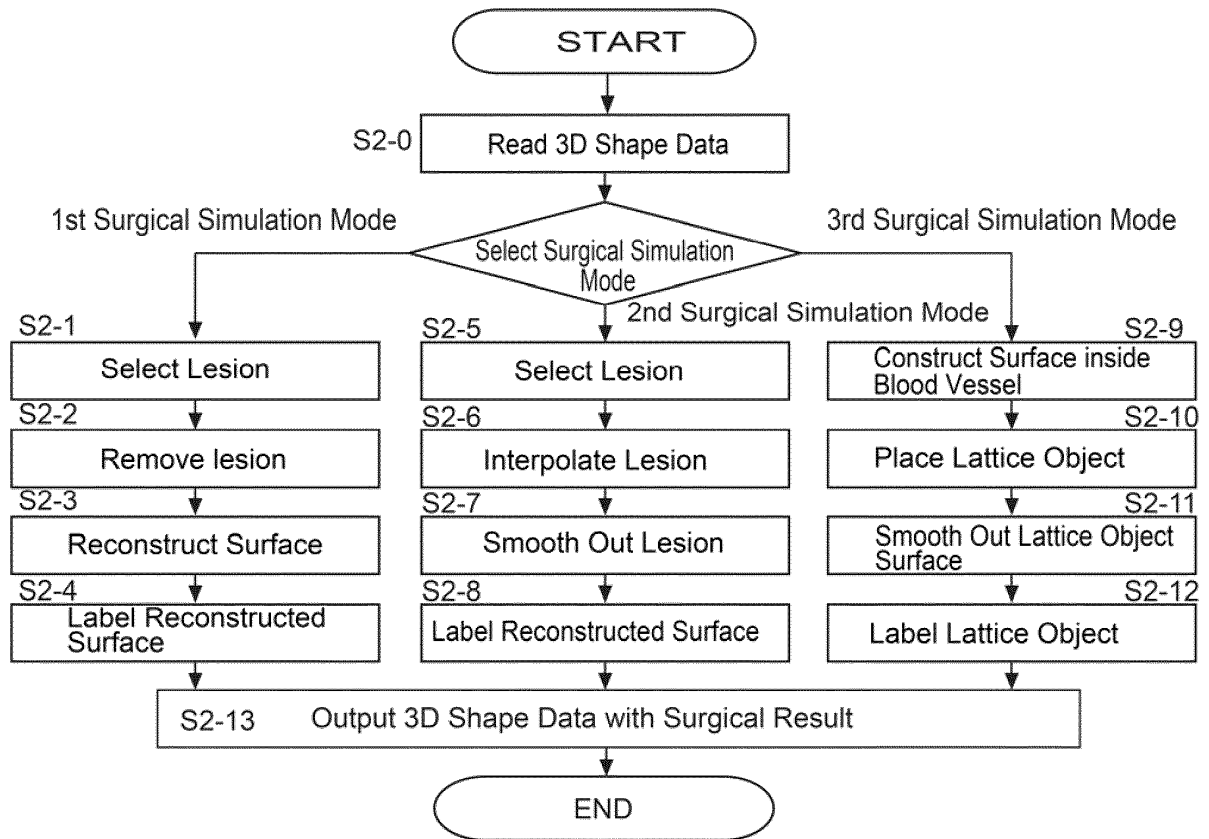 START
S2-0
Read 3D Shape Data
1st Surgical Simulation Mode
3rd Surgical Simulation Mode
Select Surgical Simulation
Mode
2nd Surgical Simulation Mode
S2-1
Select Lesion
S2-2
Remove lesion
S2-3
Reconstruct Surface
S2-4
Label Reconstructed
Surface
S2-5
Select Lesion
S2-6
Interpolate Lesion
S2-7
Smooth Out Lesion
S2-8
Label Reconstructed Surface
S2-9
Construct Surface inside
Blood Vessel
S2-10
Place Lattice Object
S2-11
Smooth Out Lattice Object
Surface
S2-12
Label Lattice Object
S2-13
Output 3D Shape Data with Surgical Result
END